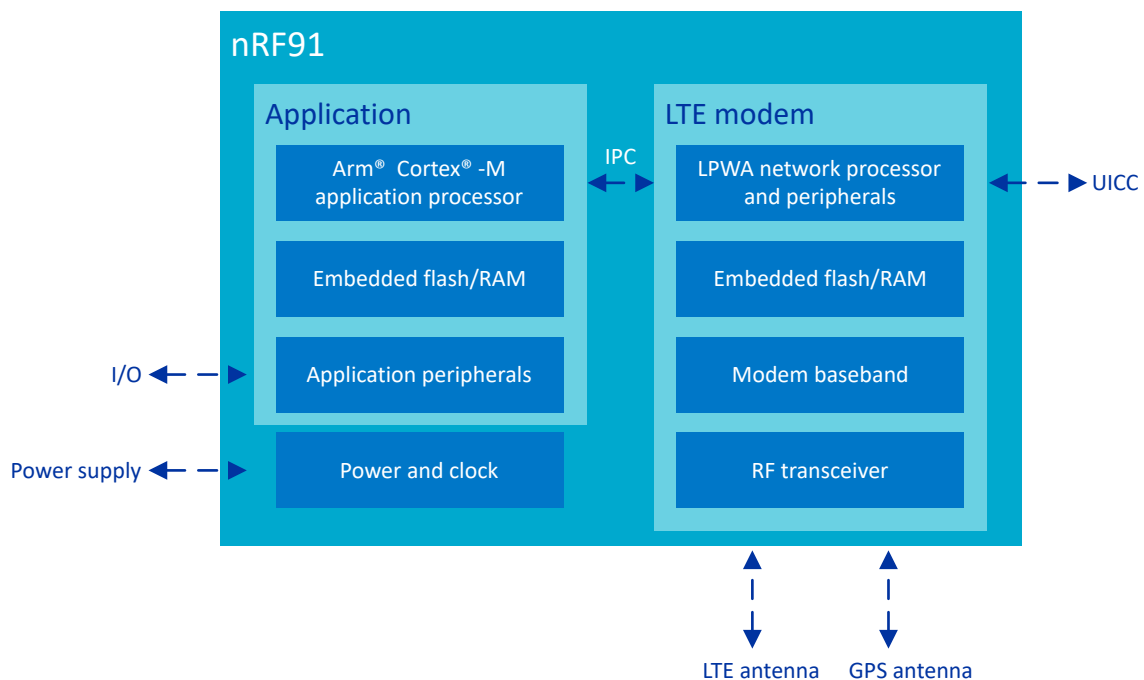 nRF91
Application
Arm® Cortex® -M
application processor
Embedded flash/RAM
Application peripherals
Power and clock
IPC
LTE modem
LPWA network processor
and peripherals
Embedded flash/RAM
Modem baseband
RF transceiver
UICC
I/O
Power supply
LTE antenna
GPS antenna